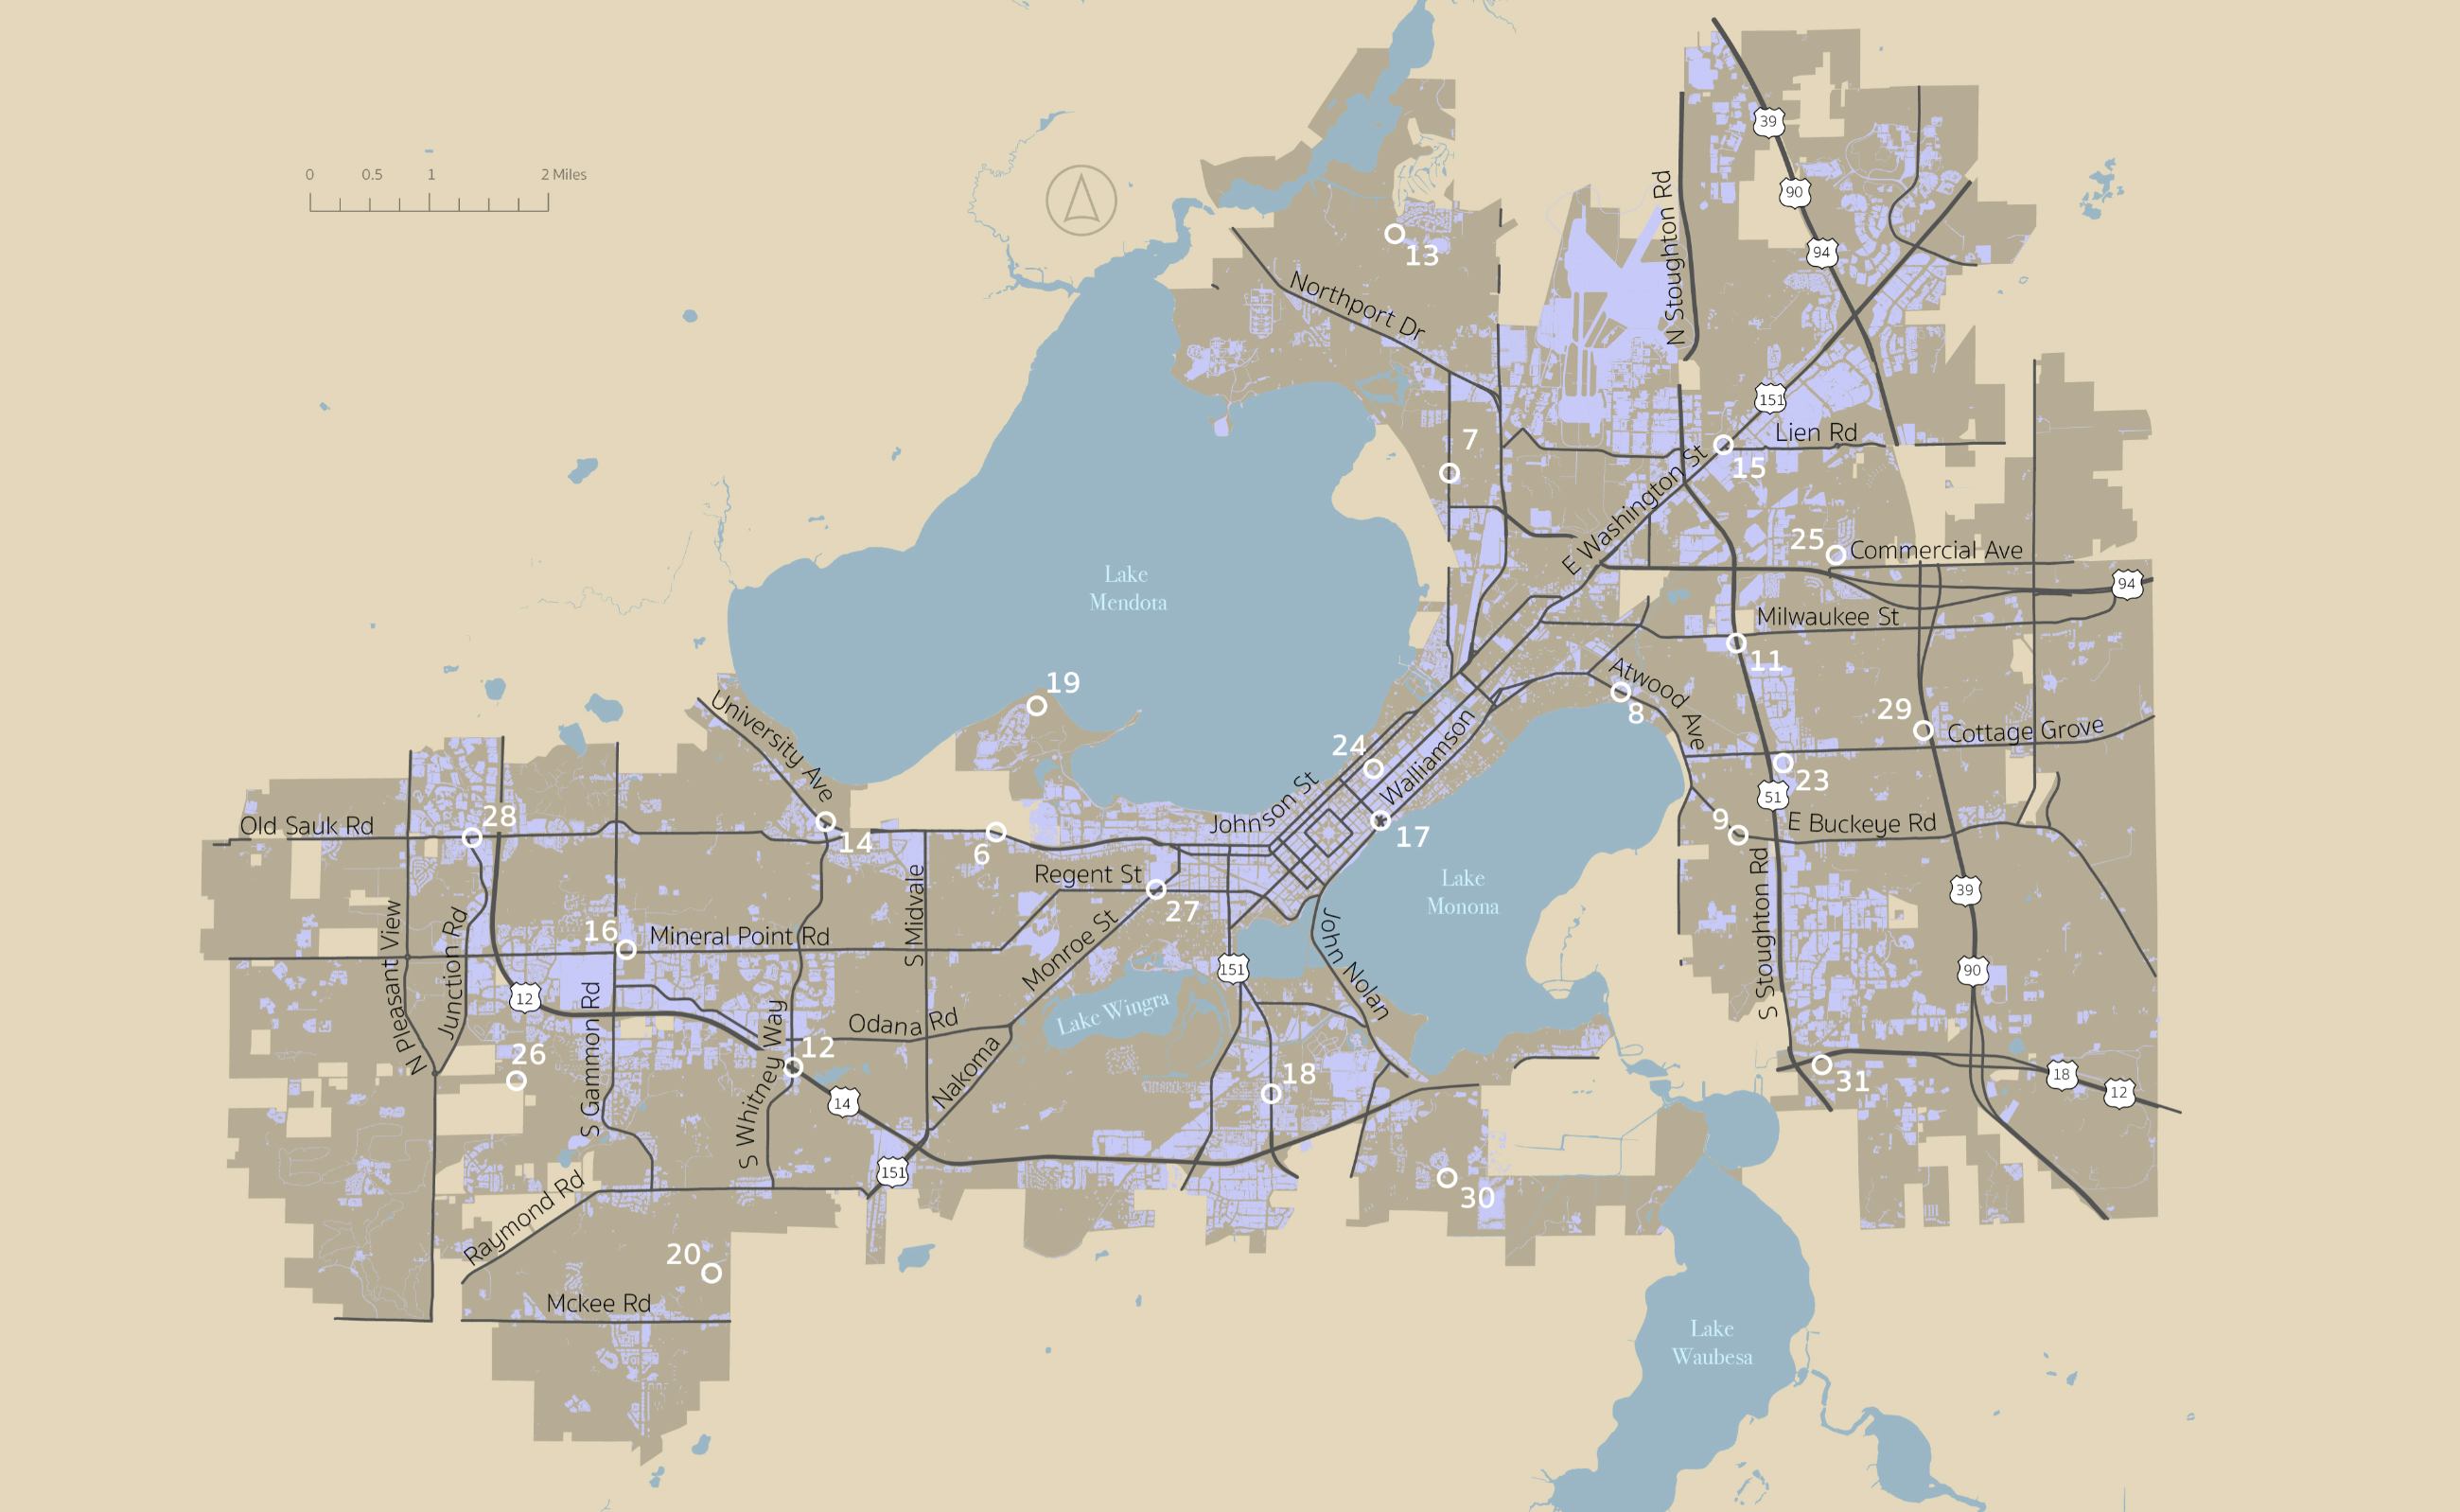 39
0 0.5 1 2 Miles
90
N Stoughton Rd
13
94
Northport Dr
151
Lien Rd
7
15
E Washington St
25
Commercial Ave
Lake
Mendota
94
Milwaukee St
11
Atwood Ave
19
8
29
Cottage Grove
University Ave
24
Walliamson
23
51
Johnson St
28
Old Sauk Rd
14
6
17
9
E Buckeye Rd
Regent St
S Midvale
27
Lake
Monona
39
S Stoughton Rd
N Pleasant View
Junction Rd
16
Mineral Point Rd
Monroe St
John Nolan
151
90
12
S Gammon Rd
S Whitney Way
Odana Rd
Lake Wingra
26
12
Nakoma
18
31
18
12
14
151
30
Raymond Rd
20
Mckee Rd
Lake
Waubesa